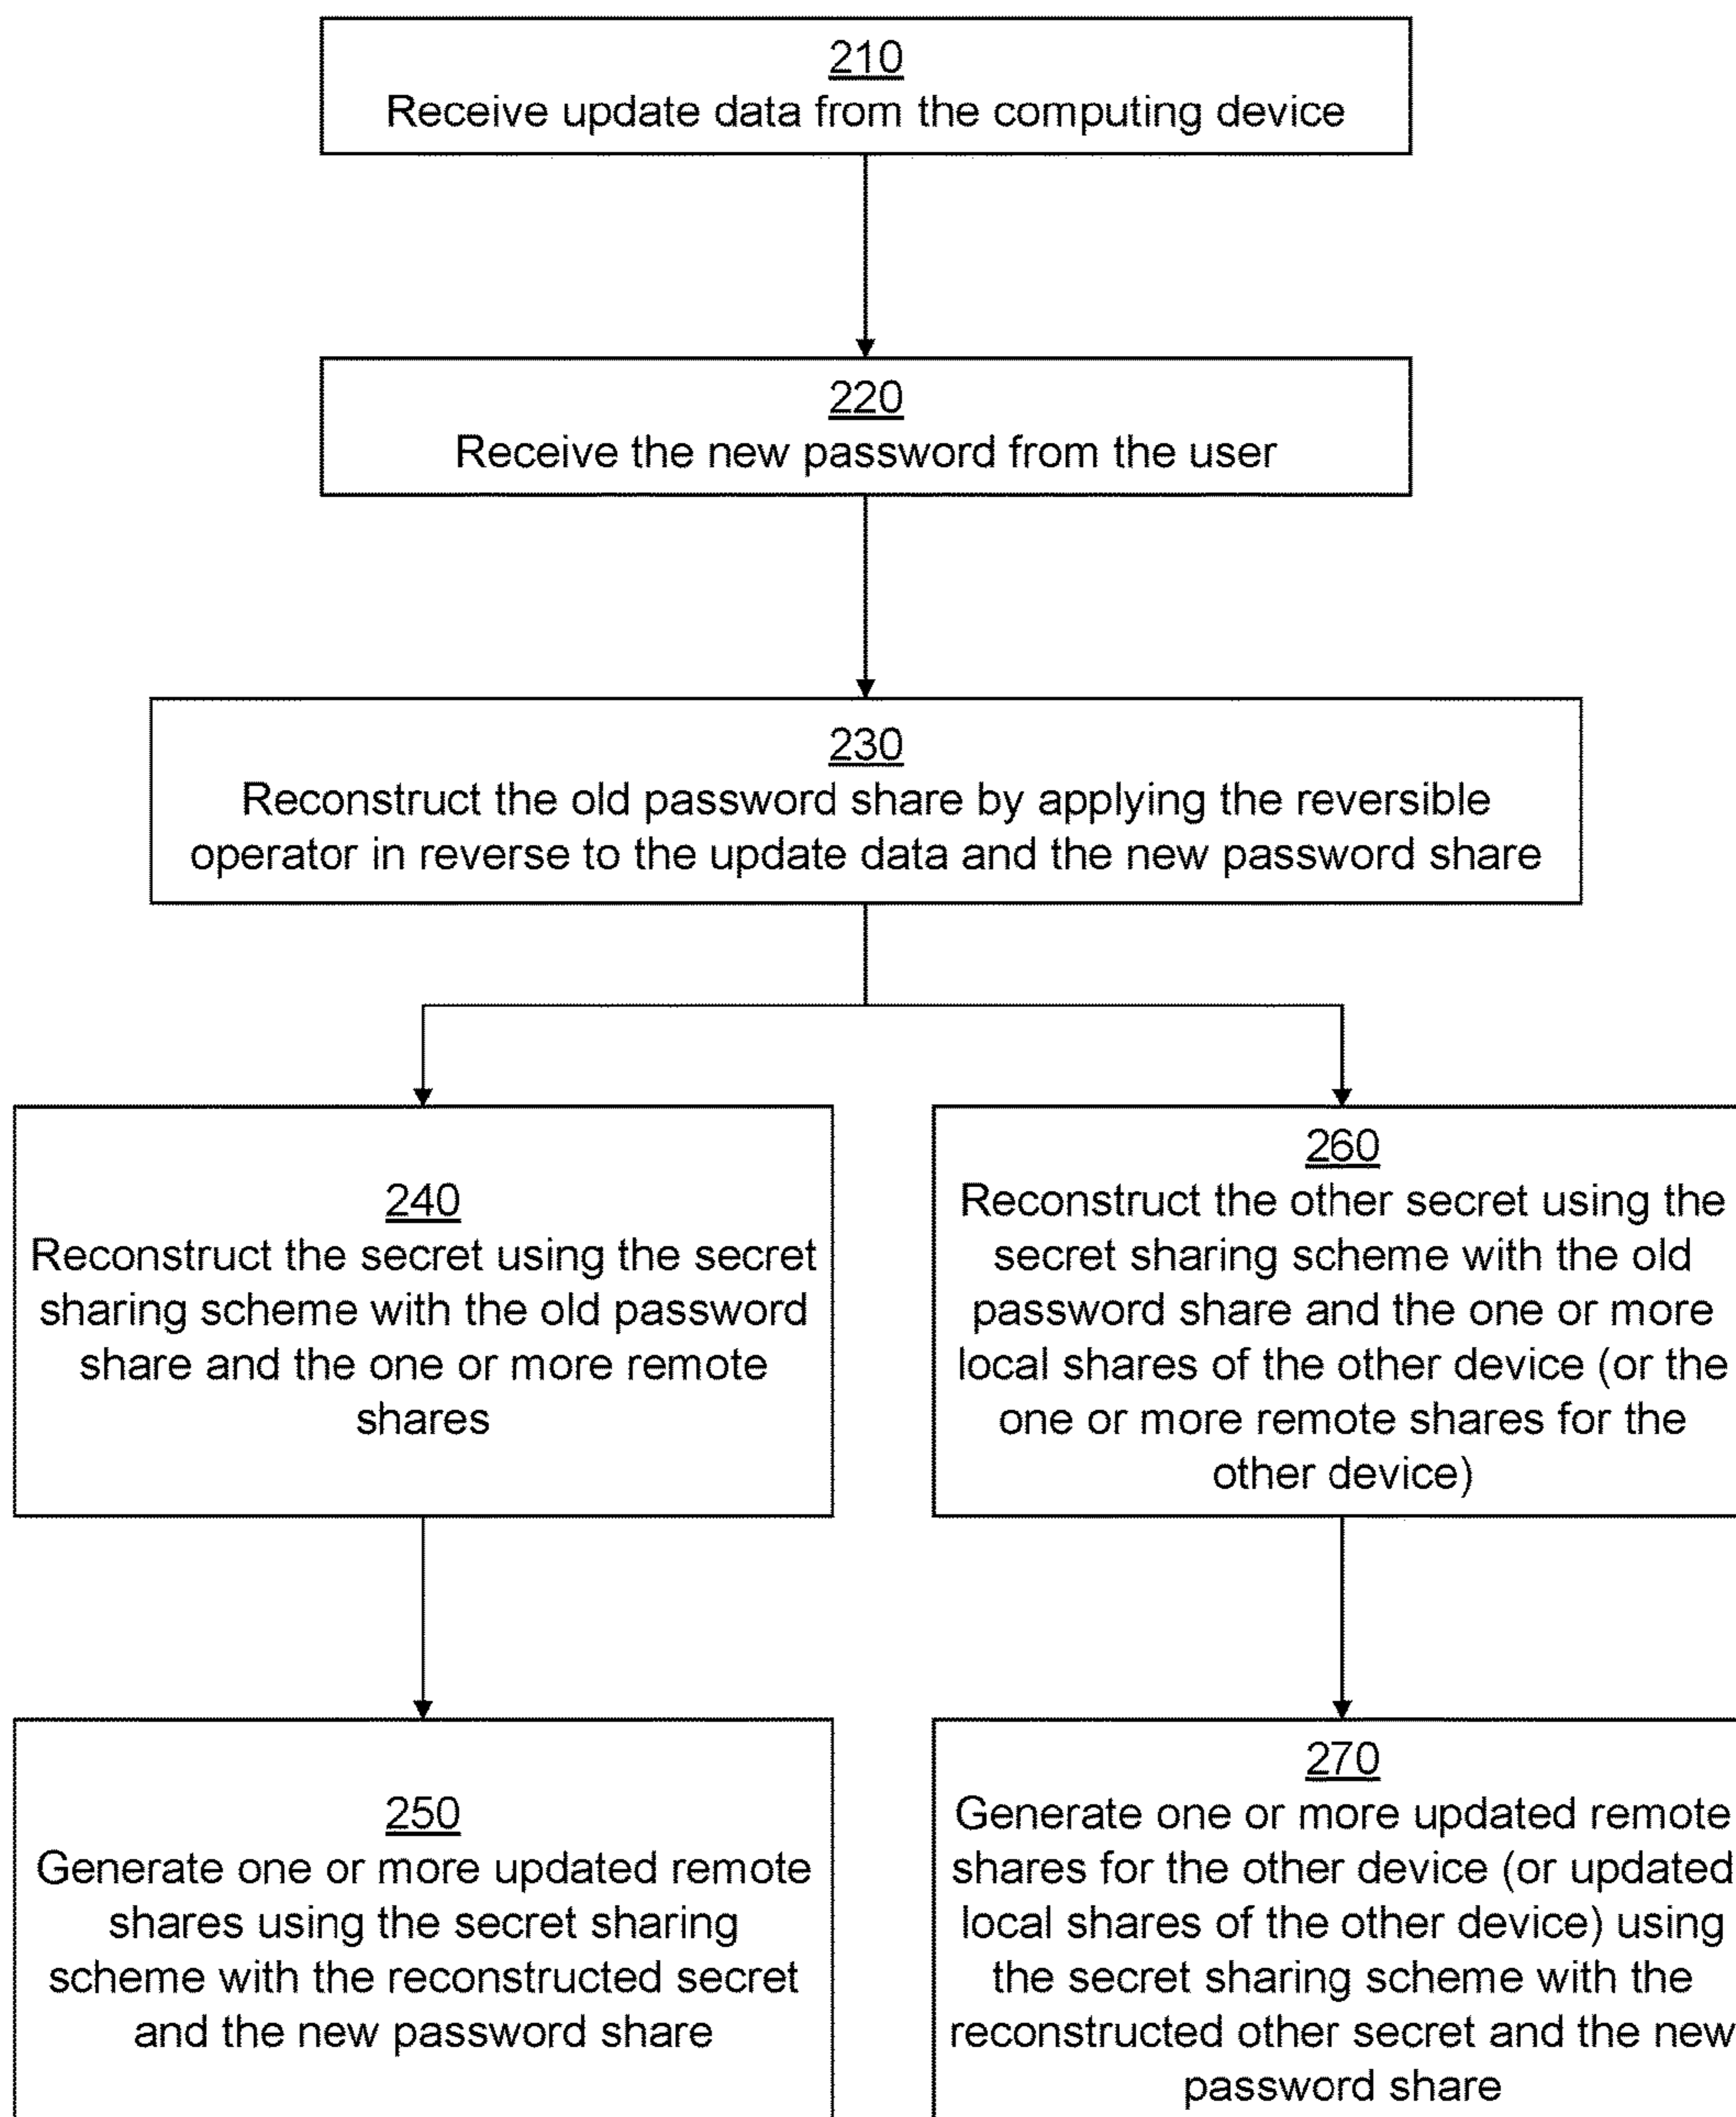 210
Receive update data from the computing device
220
Receive the new password from the user
230
Reconstruct the old password share by applying the reversible
operator in reverse to the update data and the new password share
240
Reconstruct the secret using the secret
sharing scheme with the old password
share and the one or more remote
shares
260
Reconstruct the other secret using the
secret sharing scheme with the old
password share and the one or more
local shares of the other device (or the
one or more remote shares for the
other device)
250
Generate one or more updated remote
shares using the secret sharing
scheme with the reconstructed secret
and the new password share
270
Generate one or more updated remote
shares for the other device (or updated
local shares of the other device) using
the secret sharing scheme with the
reconstructed other secret and the new
password share